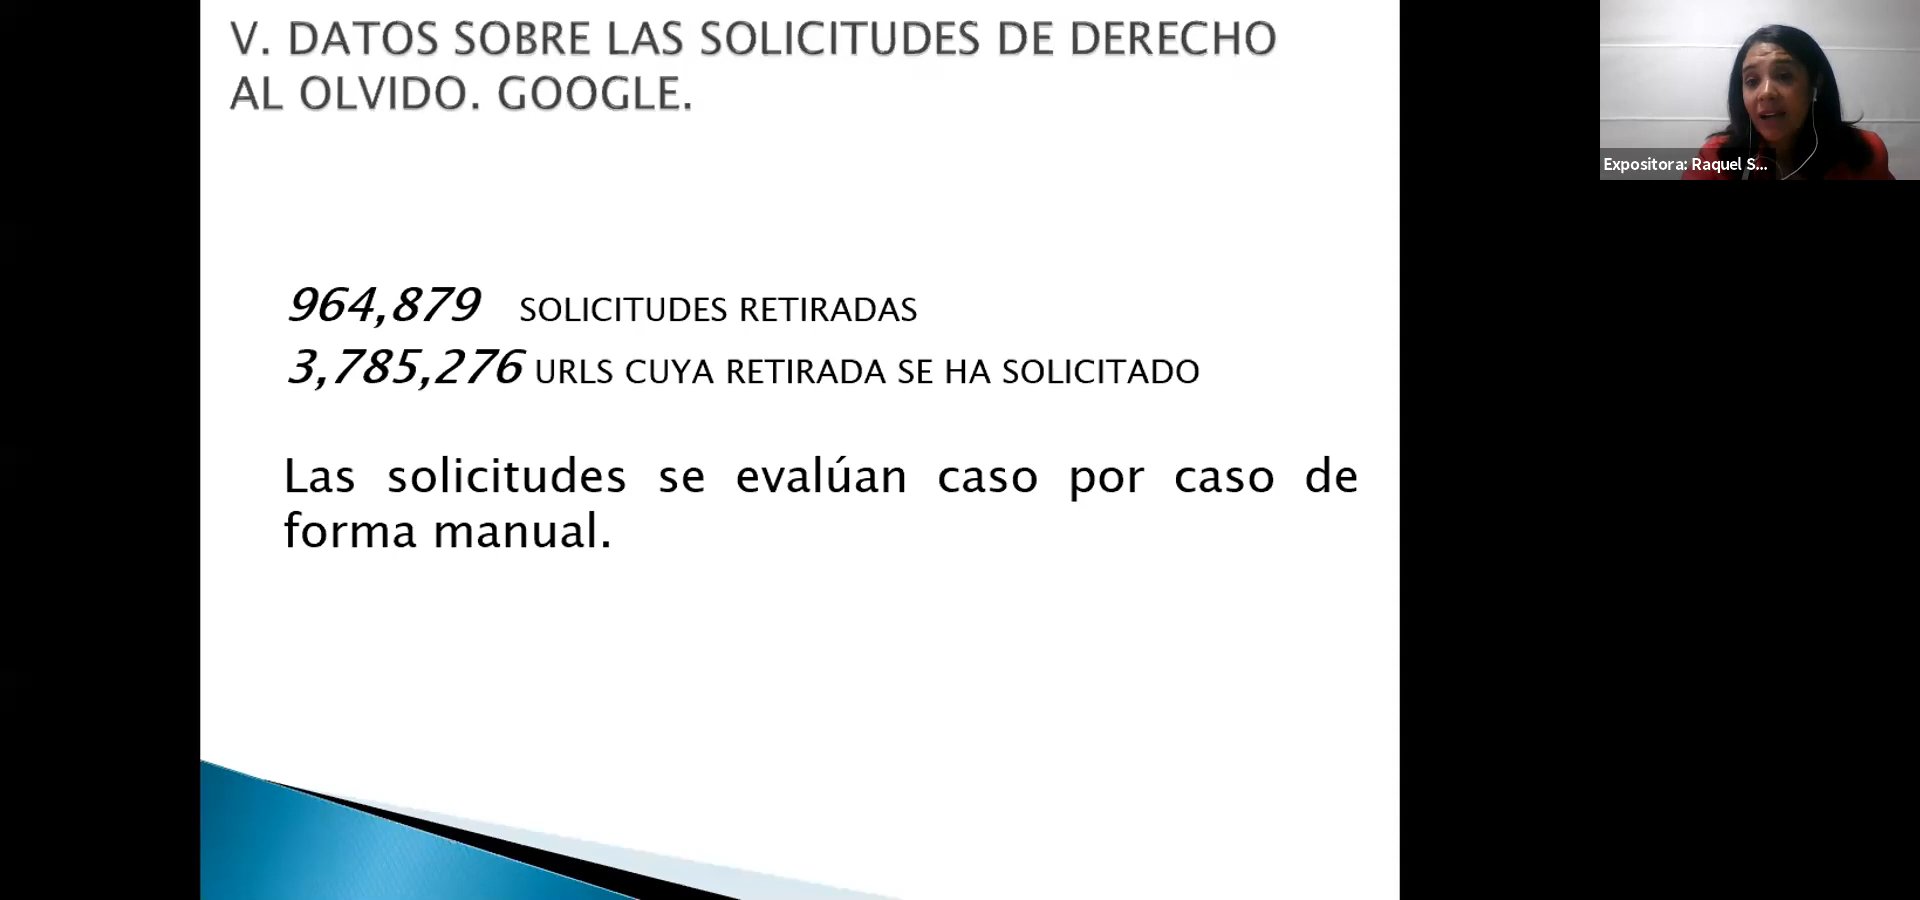 V. DATOS SOBRE LAS SOLICITUDES DE DERECHO
AL OLVIDO. GOOGLE.
964,879 SOLICITUDES RETIRADAS
3,785,276 URLS CUYA RETIRADA SE HA SOLICITADO
Las solicitudes se evalúan caso por caso de
forma manual.
Expositora: Raquel S...